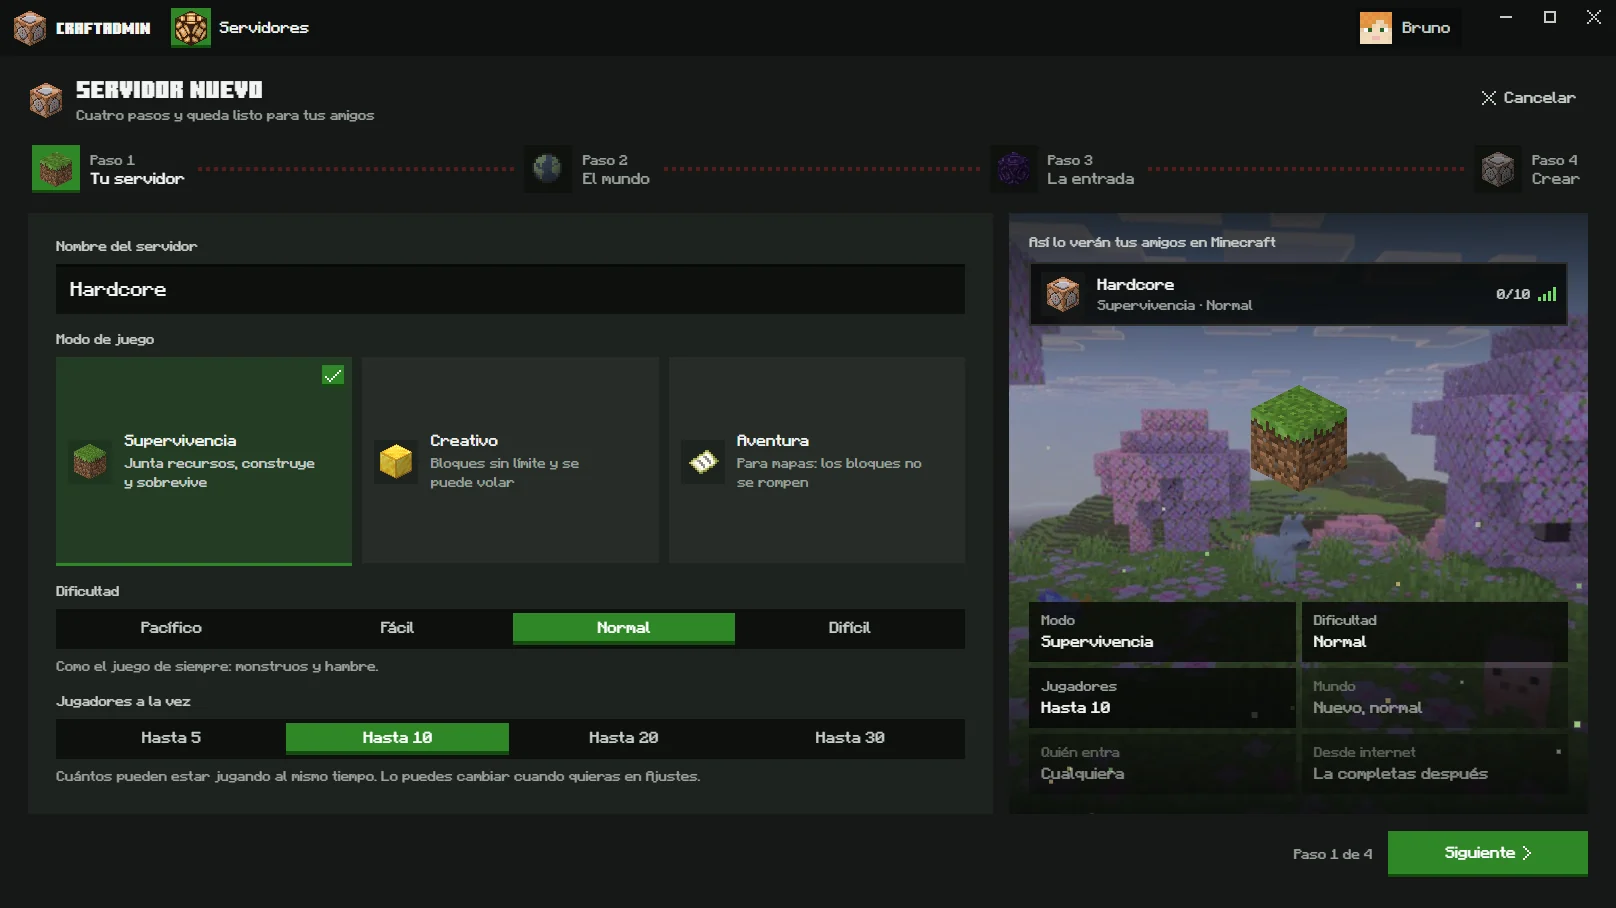 CRAFTADMIN
Servidores
Bruno
SERVIDOR NUEVO
Cuatro pasos y queda listo para tus amigos
Cancelar
Paso 1
Tu servidor
Paso 2
El mundo
Paso 3
La entrada
Paso 4
Crear
Nombre del servidor
Hardcore
Modo de juego
Supervivencia
Junta recursos, construye
y sobrevive
Creativo
Bloques sin límite y se
puede volar
Aventura
Para mapas: los bloques no
se rompen
Dificultad
Pacífico
Fácil
Normal
Difícil
Como el juego de siempre: monstruos y hambre.
Jugadores a la vez
Hasta 5
Hasta 10
Hasta 20
Hasta 30
Cuántos pueden estar jugando al mismo tiempo. Lo puedes cambiar cuando quieras en Ajustes.
Así lo verán tus amigos en Minecraft
Hardcore
Supervivencia · Normal
0/10
Modo
Supervivencia
Dificultad
Normal
Jugadores
Hasta 10
Mundo
Nuevo, normal
Quién entra
Cualquiera
Desde internet
La completas después
Paso 1 de 4
Siguiente